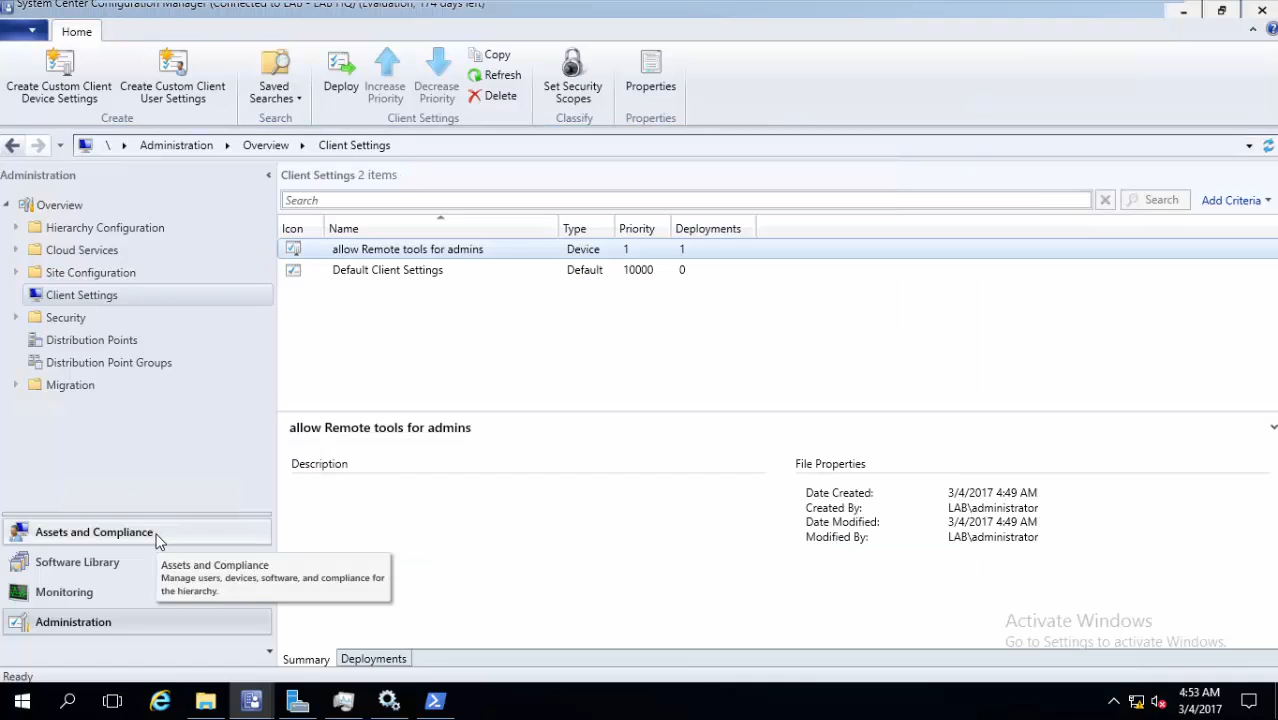 System Center Configuration Manager (Connected to LAB - LAB HQ) (Evaluation, 174 days left)
Home
Create Custom Client Device Settings
Create Custom Client User Settings
Saved Searches
Deploy
Increase Priority
Decrease Priority
Copy
Refresh
Delete
Set Security Scopes
Properties
Create
Search
Client Settings
Classify
Properties
\ Administration Overview Client Settings
Administration
Client Settings 2 items
Search
Search
Add Criteria
Overview
Hierarchy Configuration
Cloud Services
Site Configuration
Client Settings
Security
Distribution Points
Distribution Point Groups
Migration
Icon Name Type Priority Deployments
allow Remote tools for admins Device 1 1
Default Client Settings Default 10000 0
allow Remote tools for admins
Description
File Properties
Date Created: 3/4/2017 4:49 AM
Created By: LAB\administrator
Date Modified: 3/4/2017 4:49 AM
Modified By: LAB\administrator
Assets and Compliance
Software Library
Monitoring
Administration
Assets and Compliance
Manage users, devices, software, and compliance for
the hierarchy.
Activate Windows
Go to Settings to activate Windows.
Summary Deployments
Ready
4:53 AM
3/4/2017